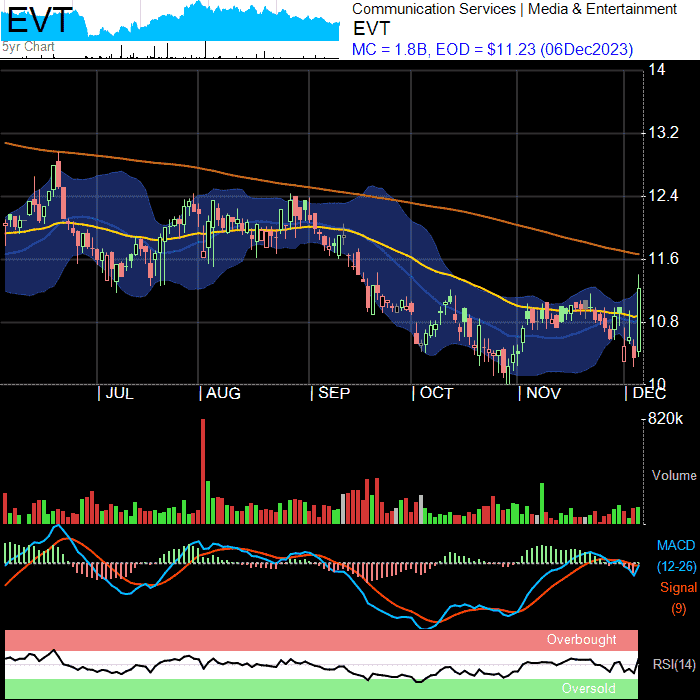 EVT
5yr Chart
Communication Services | Media & Entertainment
EVT
MC = 1.8B, EOD = $11.23 (06Dec2023)
14
13.2
12.4
11.6
10.8
10
| JUL | AUG | SEP | OCT | NOV | DEC
820k
Volume
MACD
(12-26)
Signal
(9)
Overbought
RSI(14)
Oversold